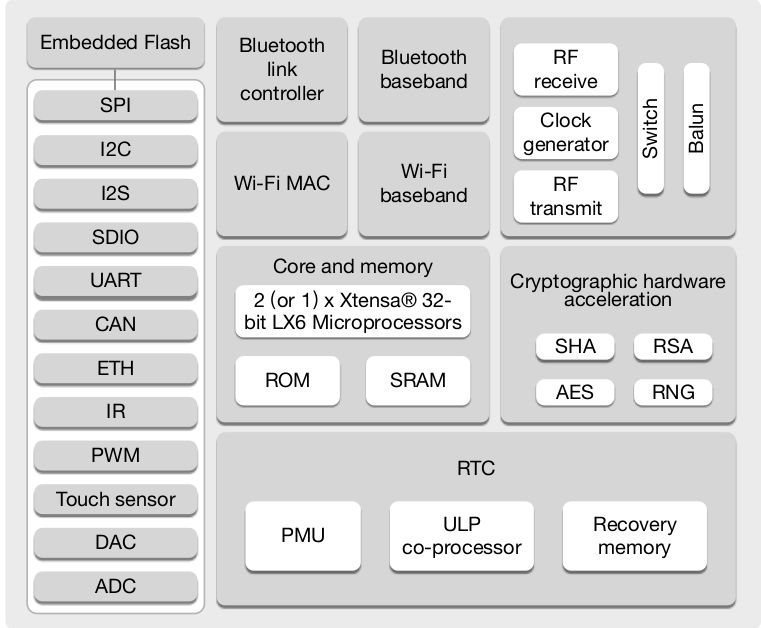 Embedded Flash
SPI
I2C
I2S
SDIO
UART
CAN
ETH
IR
PWM
Touch sensor
DAC
ADC
Bluetooth
link
controller
Bluetooth
baseband
Wi-Fi MAC
Wi-Fi
baseband
RF
receive
Clock
generator
RF
transmit
Switch
Balun
Core and memory
2 (or 1) x Xtensa® 32-
bit LX6 Microprocessors
ROM
SRAM
Cryptographic hardware
acceleration
SHA
RSA
AES
RNG
RTC
PMU
ULP
co-processor
Recovery
memory